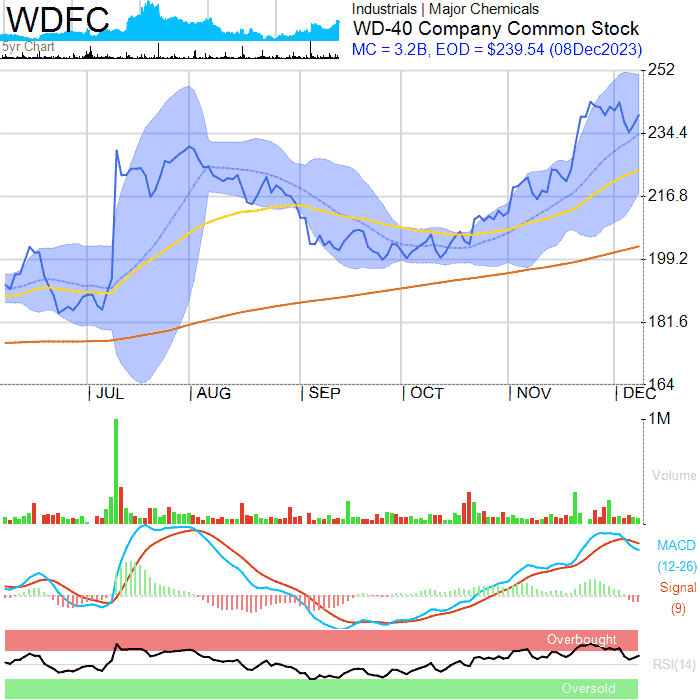 WDFC
5yr Chart
Industrials | Major Chemicals
WD-40 Company Common Stock
MC = 3.2B, EOD = $239.54 (08Dec2023)
252
234.4
216.8
199.2
181.6
164
| JUL | AUG | SEP | OCT | NOV | DEC
1M
Volume
MACD
(12-26)
Signal
(9)
Overbought
RSI(14)
Oversold